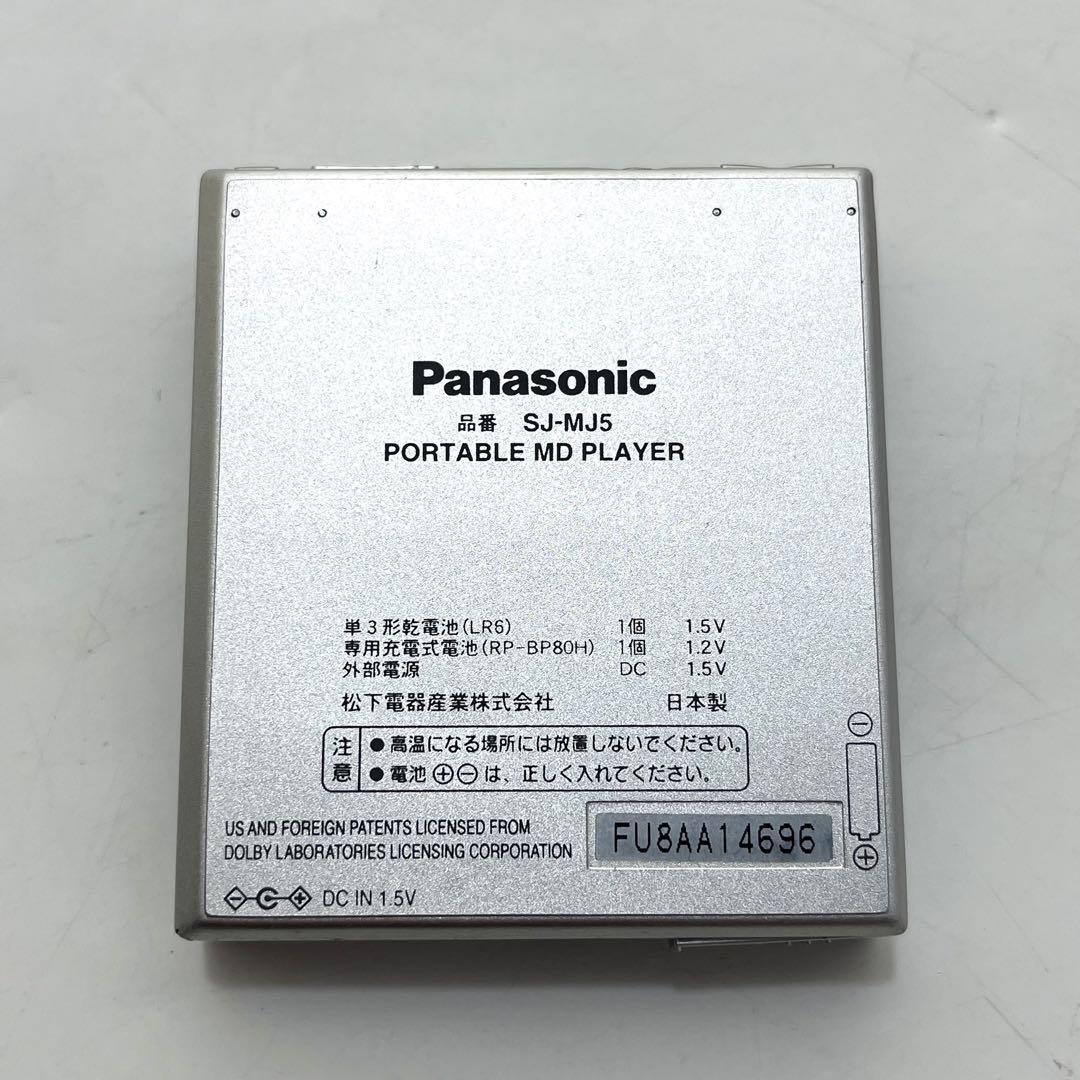 Panasonic
品番 SJ-MJ5
PORTABLE MD PLAYER
単3形乾電池(LR6) 1個 1.5V
専用充電式電池(RP-BP80H) 1個 1.2V
外部電源 DC 1.5V
松下電器産業株式会社 日本製
注意
●高温になる場所には放置しないでください。
●電池⊕⊖は、正しく入れてください。
US AND FOREIGN PATENTS LICENSED FROM
DOLBY LABORATORIES LICENSING CORPORATION
FU8AA14696
DC IN 1.5V